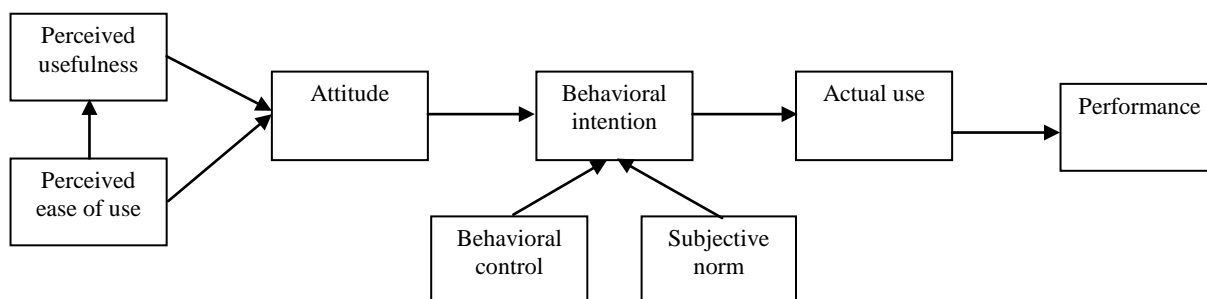 Perceived
usefulness
Perceived
ease of use
Attitude
Behavioral
intention
Behavioral
control
Subjective
norm
Actual use
Performance